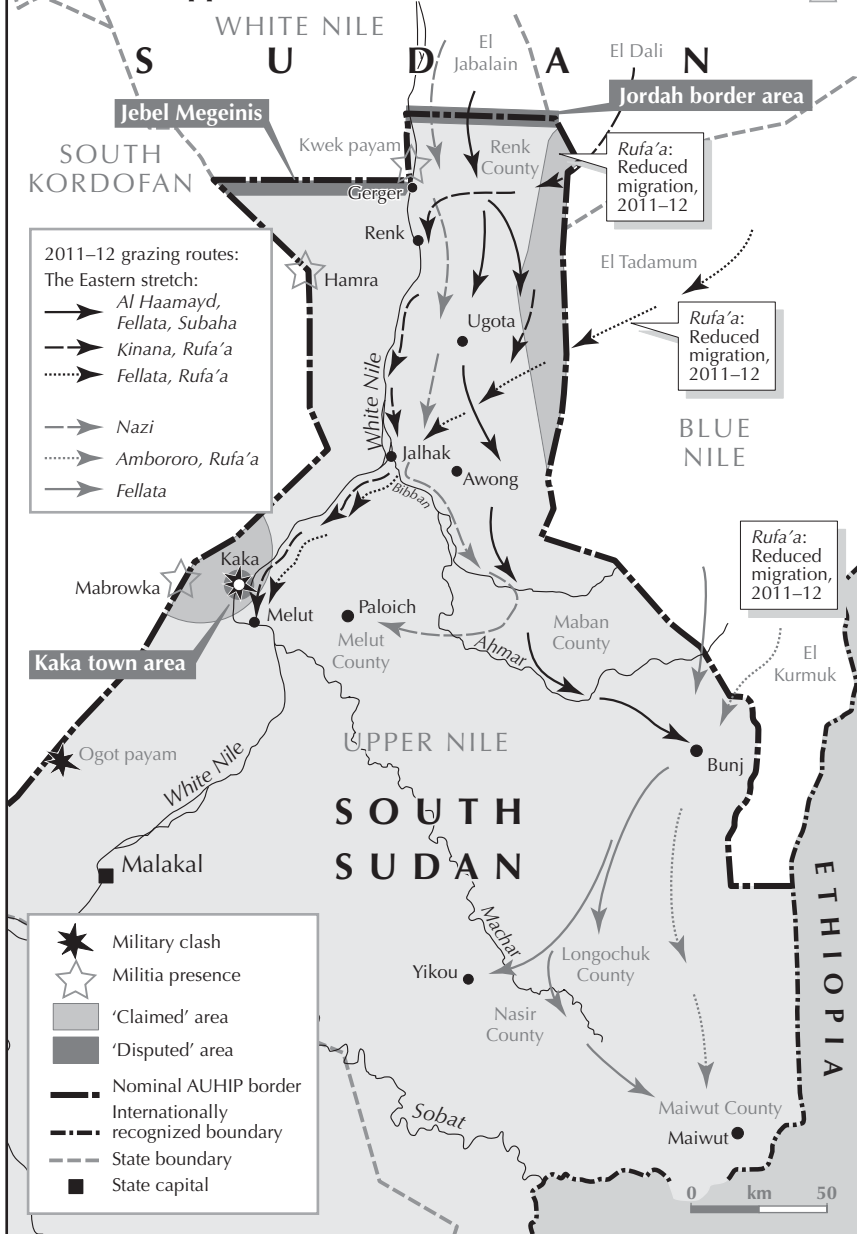 WHITE NILE
S U D A N
El
Jabalain
El Dali
Jebel Megeinis
Jordah border area
Kwek payam
Renk
County
SOUTH
KORDOFAN
Rufa’a:
Reduced
migration,
2011–12
Gerger
Renk
2011–12 grazing routes:
The Eastern stretch:
Al Haamayd,
Fellata, Subaha
Kinana, Rufa’a
Fellata, Rufa’a
Nazi
Ambororo, Rufa’a
Fellata
Hamra
El Tadamum
Ugota
Rufa’a:
Reduced
migration,
2011–12
White Nile
BLUE
NILE
Jalhak
Awong
Bibban
Kaka
Mabrowka
Melut
Paloich
Melut
County
Maban
County
Ahmar
Rufa’a:
Reduced
migration,
2011–12
El
Kurmuk
Kaka town area
Ogot payam
UPPER NILE
Bunj
White Nile
SOUTH
SUDAN
Malakal
ETHIOPIA
Machar
Longochuk
County
Yikou
Nasir
County
Military clash
Militia presence
‘Claimed’ area
‘Disputed’ area
Nominal AUHIP border
Internationally
recognized boundary
State boundary
State capital
Sobat
Maiwut County
Maiwut
0 km 50